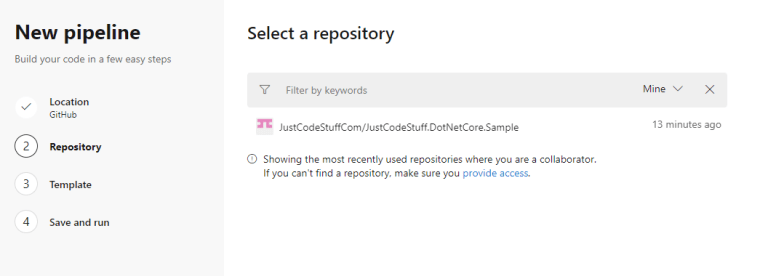 New pipeline
Build your code in a few easy steps
Location
GitHub
2 Repository
3 Template
4 Save and run
Select a repository
Filter by keywords Mine
JustCodeStuffCom/JustCodeStuff.DotNetCore.Sample 13 minutes ago
Showing the most recently used repositories where you are a collaborator.
If you can't find a repository, make sure you provide access.